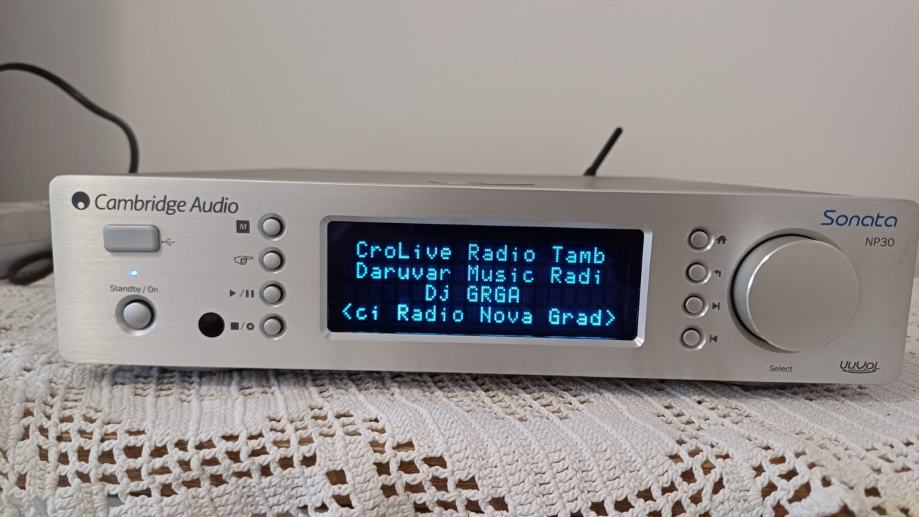 Cambridge Audio
Sonata
NP30
M
Standby/On
CroLive Radio Tamb
Daruvar Music Radi
Dj GRGA
<ci Radio Nova Grad>
Select
UuVol